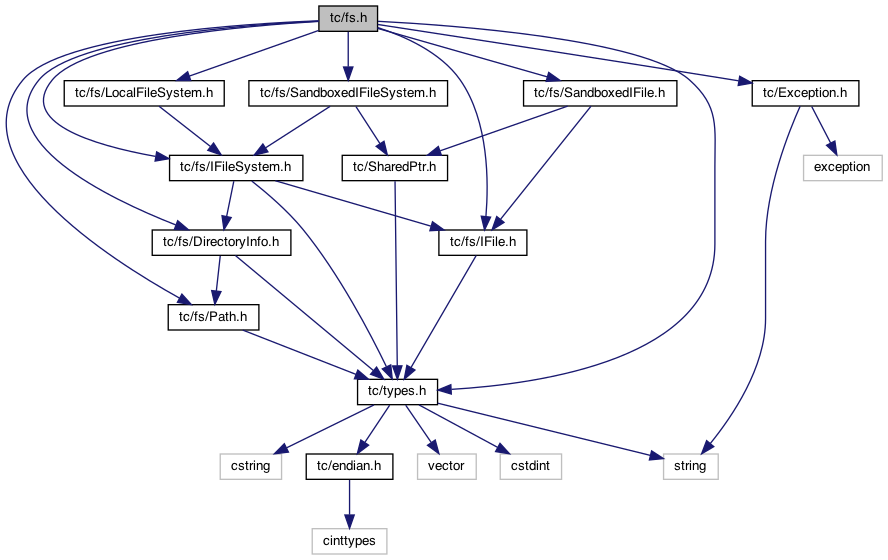 tc/fs.h
tc/fs/LocalFileSystem.h
tc/fs/SandboxedIFileSystem.h
tc/fs/SandboxedIFile.h
tc/Exception.h
tc/fs/IFileSystem.h
tc/SharedPtr.h
exception
tc/fs/DirectoryInfo.h
tc/fs/IFile.h
tc/fs/Path.h
tc/types.h
cstring
tc/endian.h
vector
cstdint
string
cinttypes